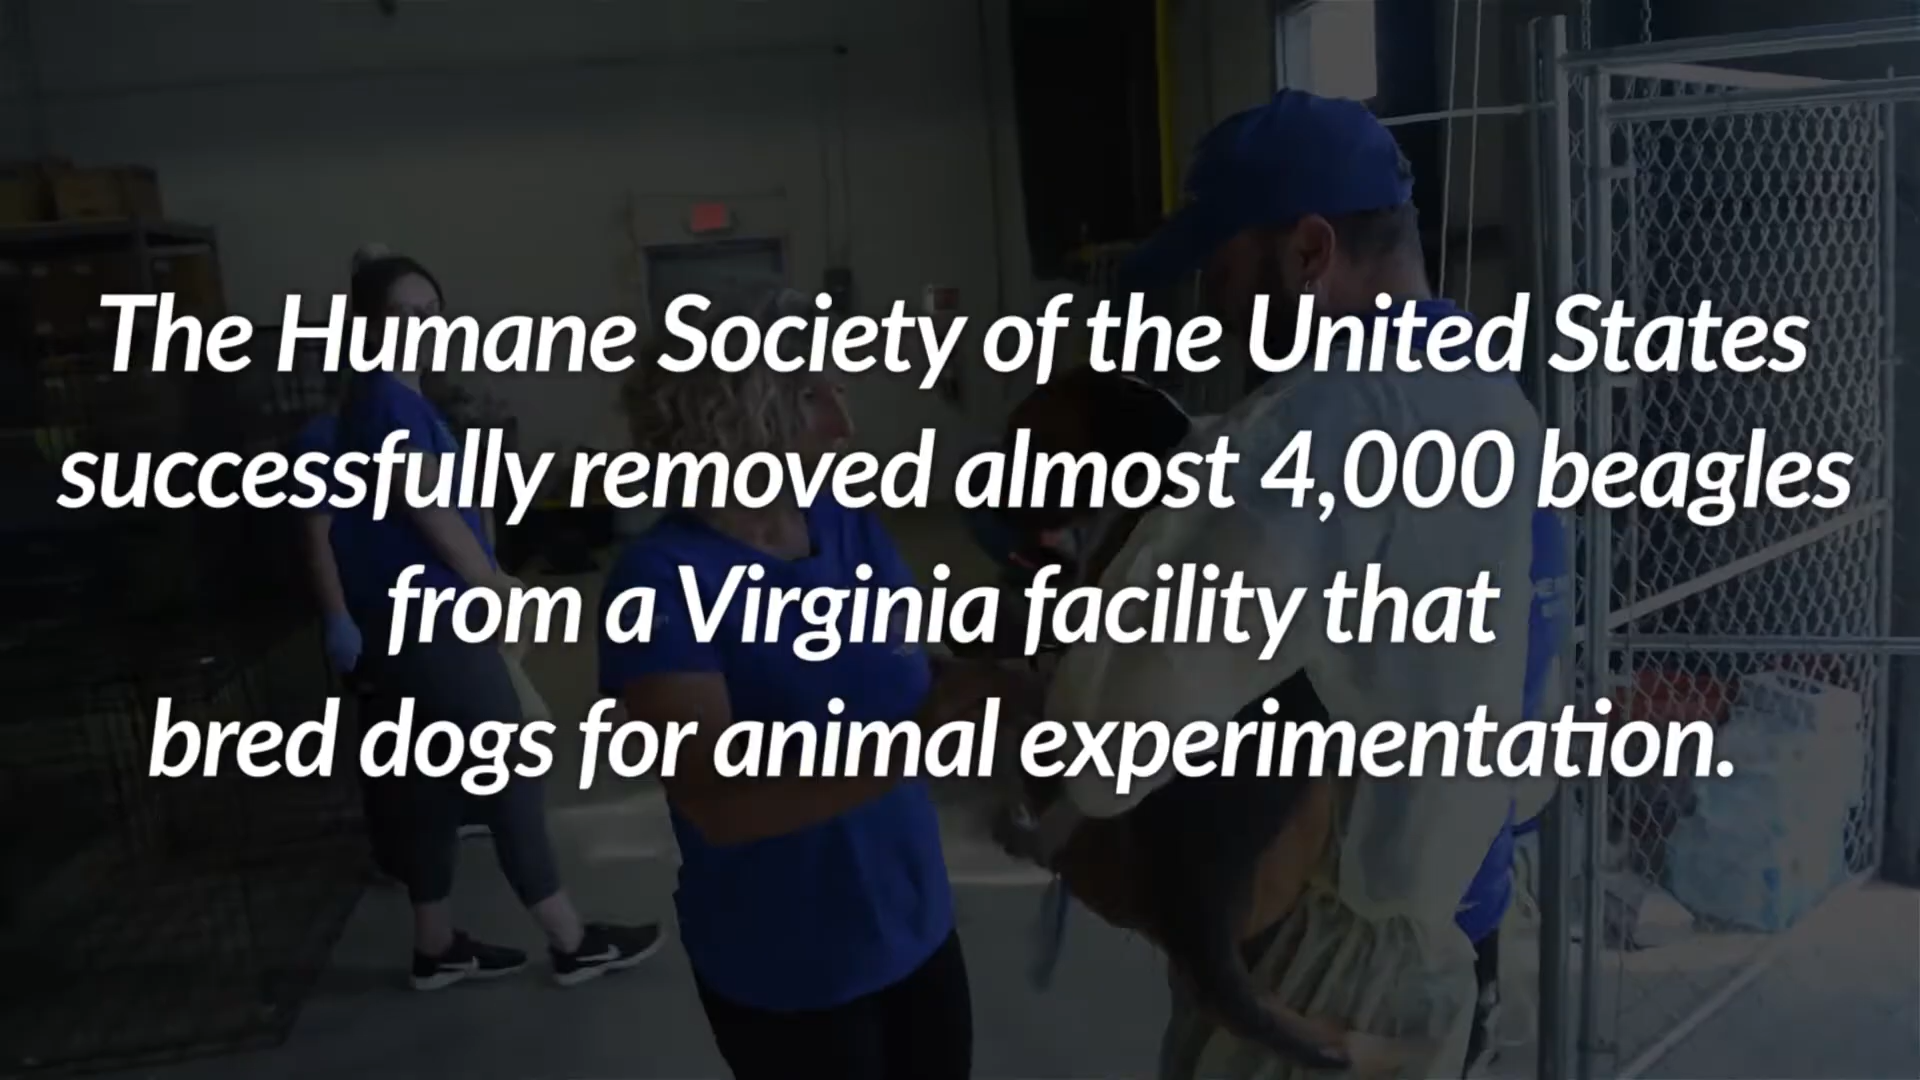 The Humane Society of the United States
successfully removed almost 4,000 beagles
from a Virginia facility that
bred dogs for animal experimentation.